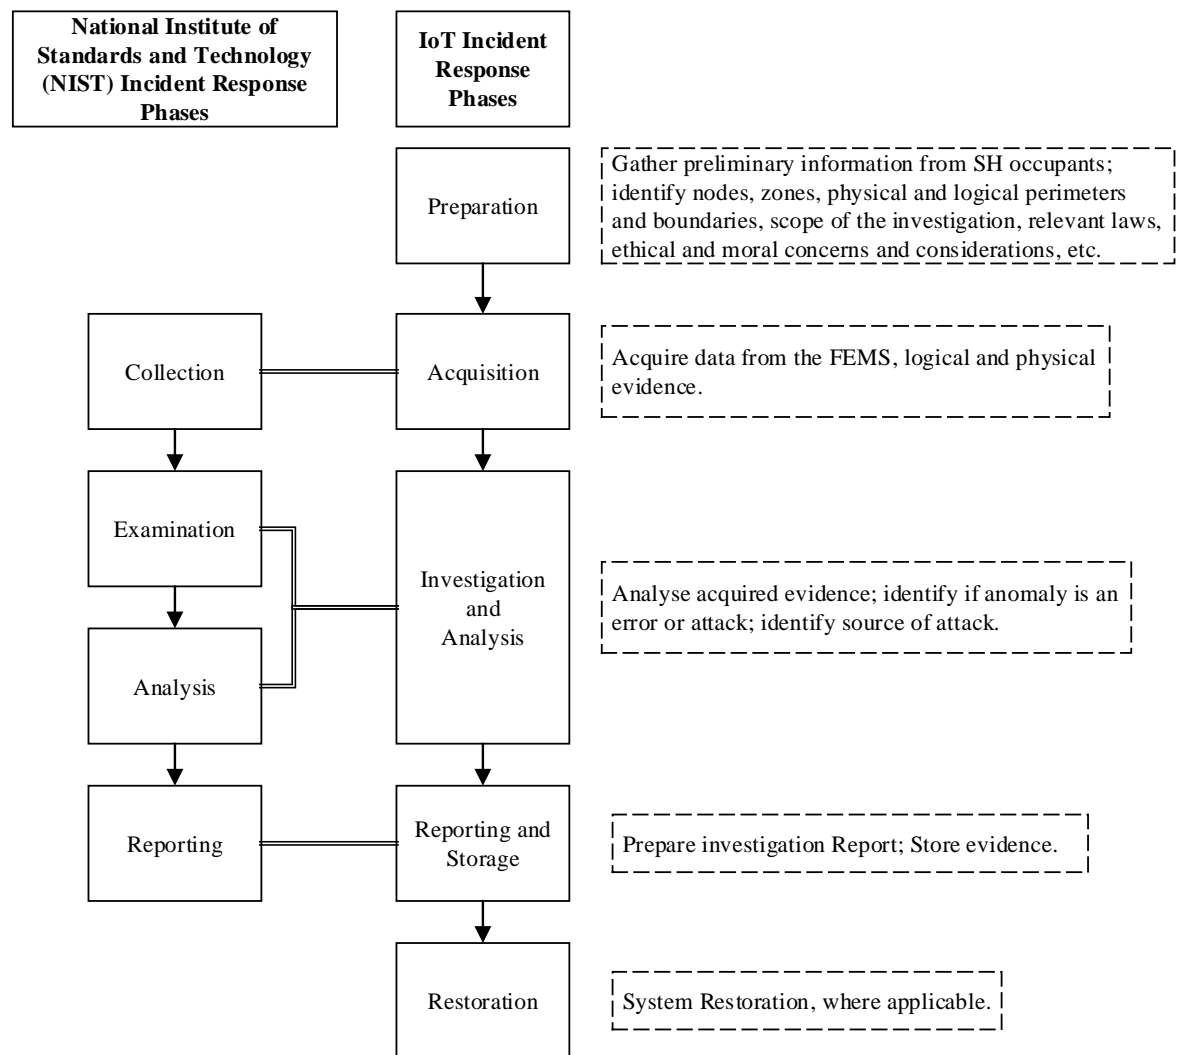 National Institute of
Standards and Technology
(NIST) Incident Response
Phases
IoT Incident
Response
Phases
Preparation
Gather preliminary information from SH occupants;
identify nodes, zones, physical and logical perimeters
and boundaries, scope of the investigation, relevant laws,
ethical and moral concerns and considerations, etc.
Collection
Acquisition
Acquire data from the FEMS, logical and physical
evidence.
Examination
Investigation
and
Analysis
Analyse acquired evidence; identify if anomaly is an
error or attack; identify source of attack.
Analysis
Reporting
Reporting and
Storage
Prepare investigation Report; Store evidence.
Restoration
System Restoration, where applicable.